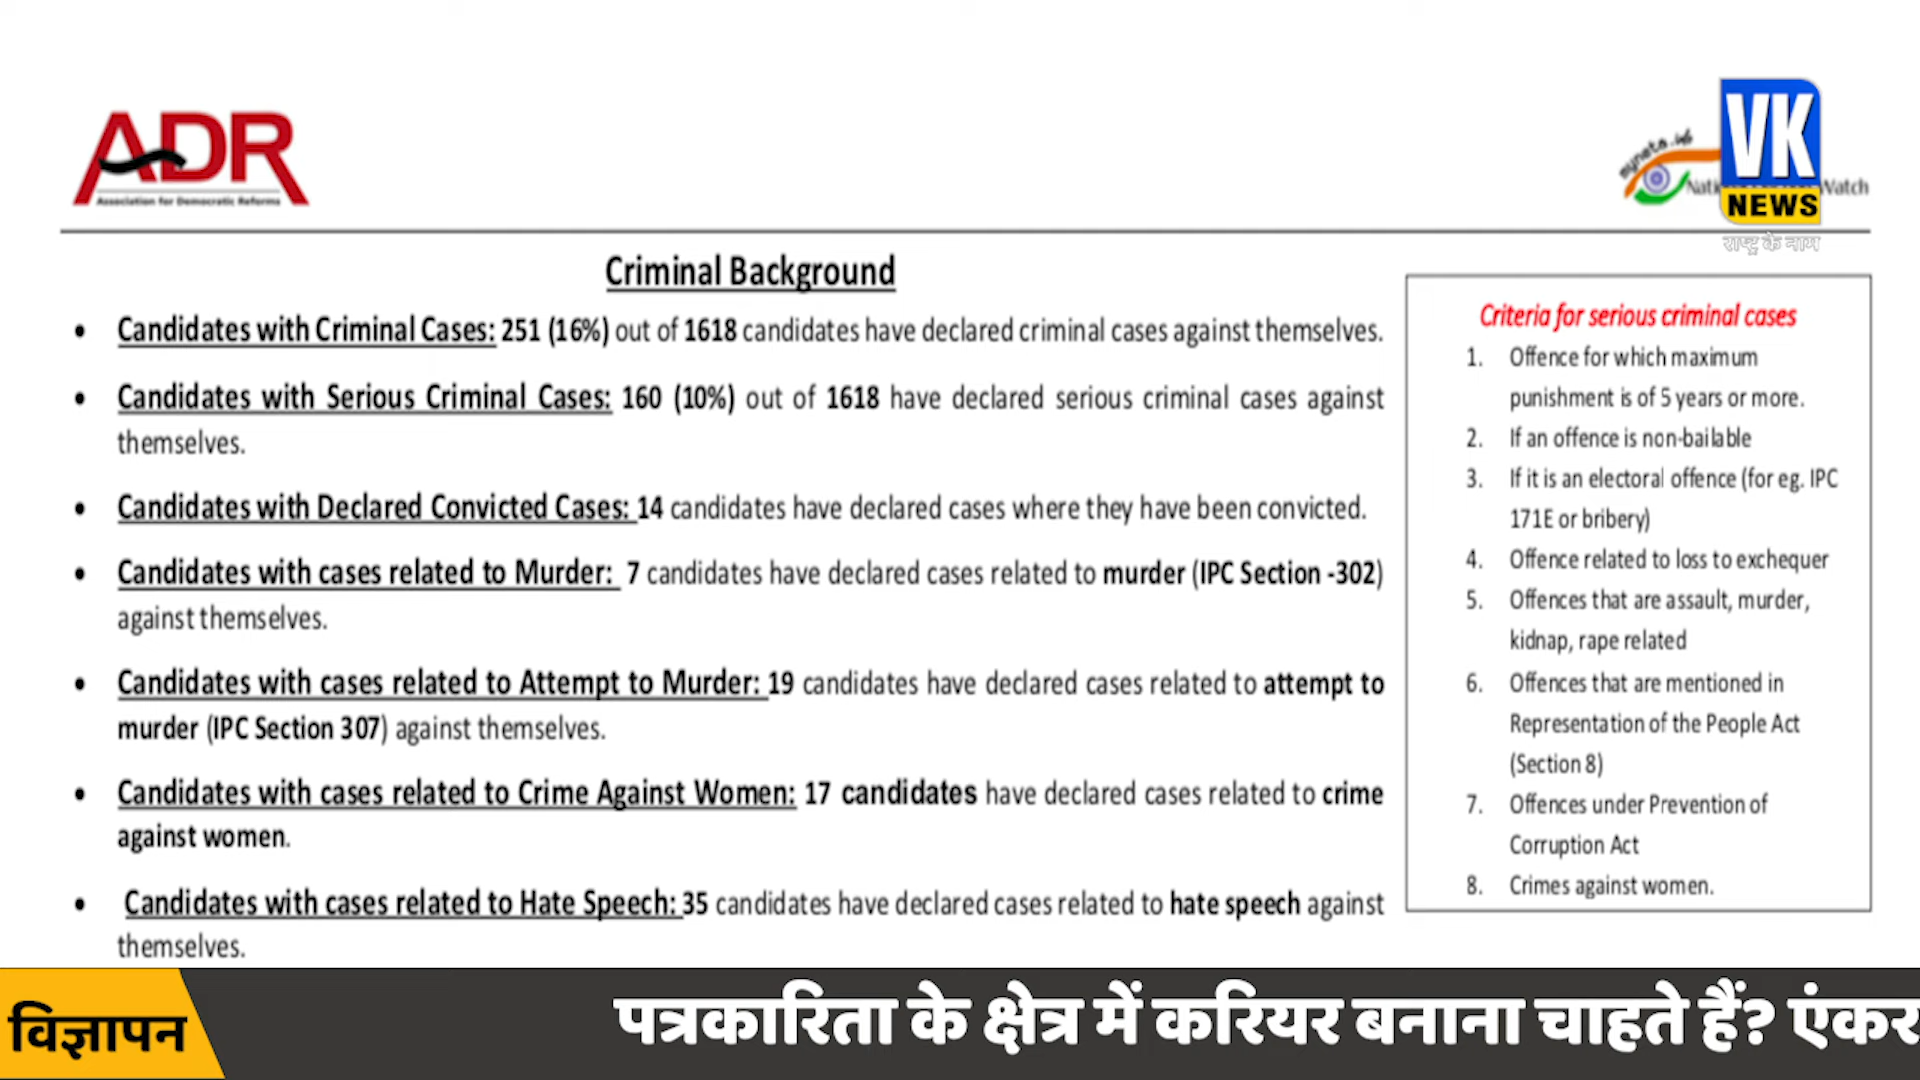 ADR
Association for Democratic Reforms
myneta.info
Watch
VK
NEWS
राष्ट्र के नाम
Criminal Background
• Candidates with Criminal Cases: 251 (16%) out of 1618 candidates have declared criminal cases against themselves.
• Candidates with Serious Criminal Cases: 160 (10%) out of 1618 have declared serious criminal cases against
themselves.
• Candidates with Declared Convicted Cases: 14 candidates have declared cases where they have been convicted.
• Candidates with cases related to Murder: 7 candidates have declared cases related to murder (IPC Section -302)
against themselves.
• Candidates with cases related to Attempt to Murder: 19 candidates have declared cases related to attempt to
murder (IPC Section 307) against themselves.
• Candidates with cases related to Crime Against Women: 17 candidates have declared cases related to crime
against women.
• Candidates with cases related to Hate Speech: 35 candidates have declared cases related to hate speech against
themselves.
Criteria for serious criminal cases
1. Offence for which maximum
punishment is of 5 years or more.
2. If an offence is non-bailable
3. If it is an electoral offence (for eg. IPC
171E or bribery)
4. Offence related to loss to exchequer
5. Offences that are assault, murder,
kidnap, rape related
6. Offences that are mentioned in
Representation of the People Act
(Section 8)
7. Offences under Prevention of
Corruption Act
8. Crimes against women.
विज्ञापन
पत्रकारिता के क्षेत्र में करियर बनाना चाहते हैं? एंकर